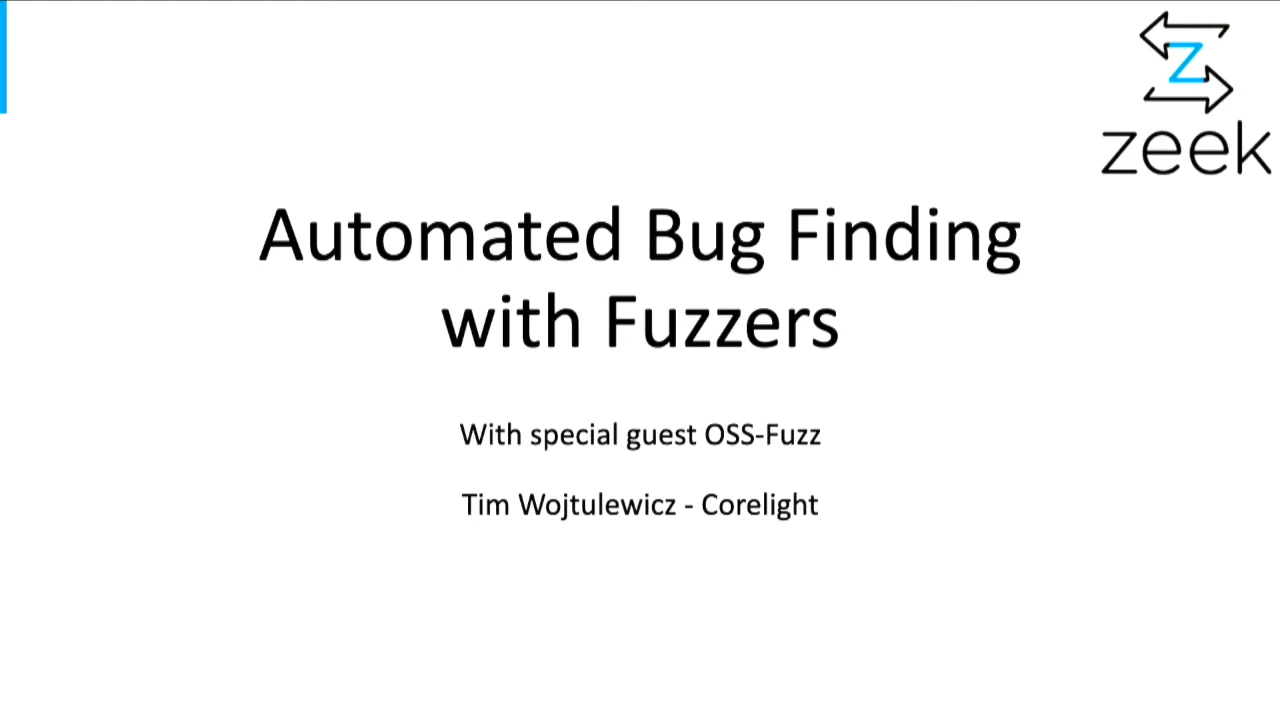 Z
zeek
Automated Bug Finding
with Fuzzers
With special guest OSS-Fuzz
Tim Wojtulewicz - Corelight